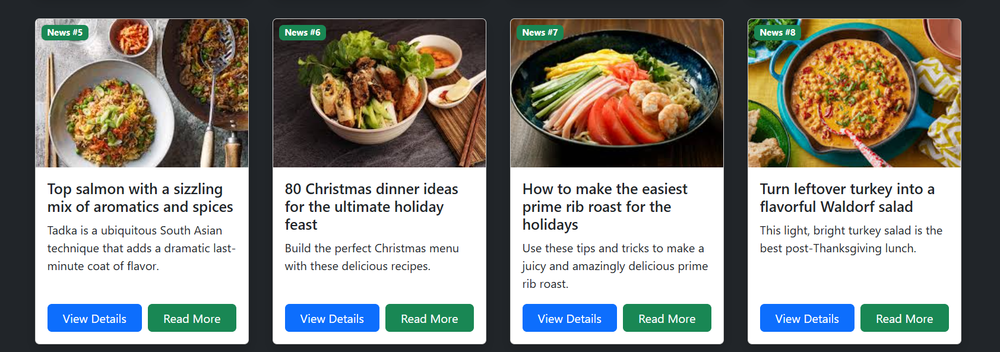 News #5
Top salmon with a sizzling
mix of aromatics and spices
Tadka is a ubiquitous South Asian
technique that adds a dramatic last-
minute coat of flavor.
View Details
Read More
News #6
80 Christmas dinner ideas
for the ultimate holiday
feast
Build the perfect Christmas menu
with these delicious recipes.
View Details
Read More
News #7
How to make the easiest
prime rib roast for the
holidays
Use these tips and tricks to make a
juicy and amazingly delicious prime
rib roast.
View Details
Read More
News #8
Turn leftover turkey into a
flavorful Waldorf salad
This light, bright turkey salad is the
best post-Thanksgiving lunch.
View Details
Read More